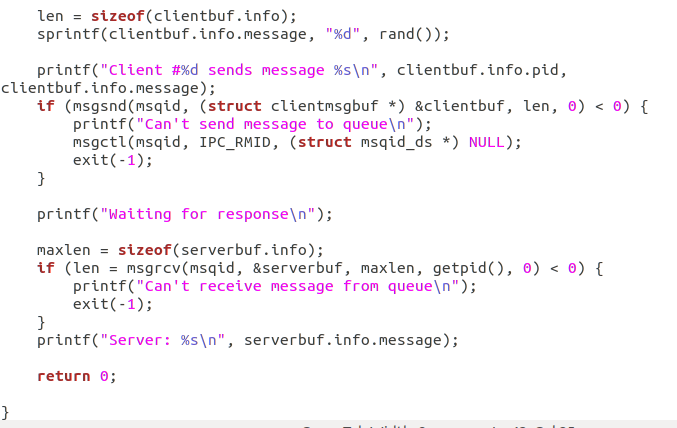 len = sizeof(clientbuf.info);
sprintf(clientbuf.info.message, "%d", rand());
printf("Client #%d sends message %s\n", clientbuf.info.pid,
clientbuf.info.message);
if (msgsnd(msqid, (struct clientmsgbuf *) &clientbuf, len, 0) < 0) {
printf("Can't send message to queue\n");
msgctl(msqid, IPC_RMID, (struct msqid_ds *) NULL);
exit(-1);
}
printf("Waiting for response\n");
maxlen = sizeof(serverbuf.info);
if (len = msgrcv(msqid, &serverbuf, maxlen, getpid(), 0) < 0) {
printf("Can't receive message from queue\n");
exit(-1);
}
printf("Server: %s\n", serverbuf.info.message);
return 0;
}